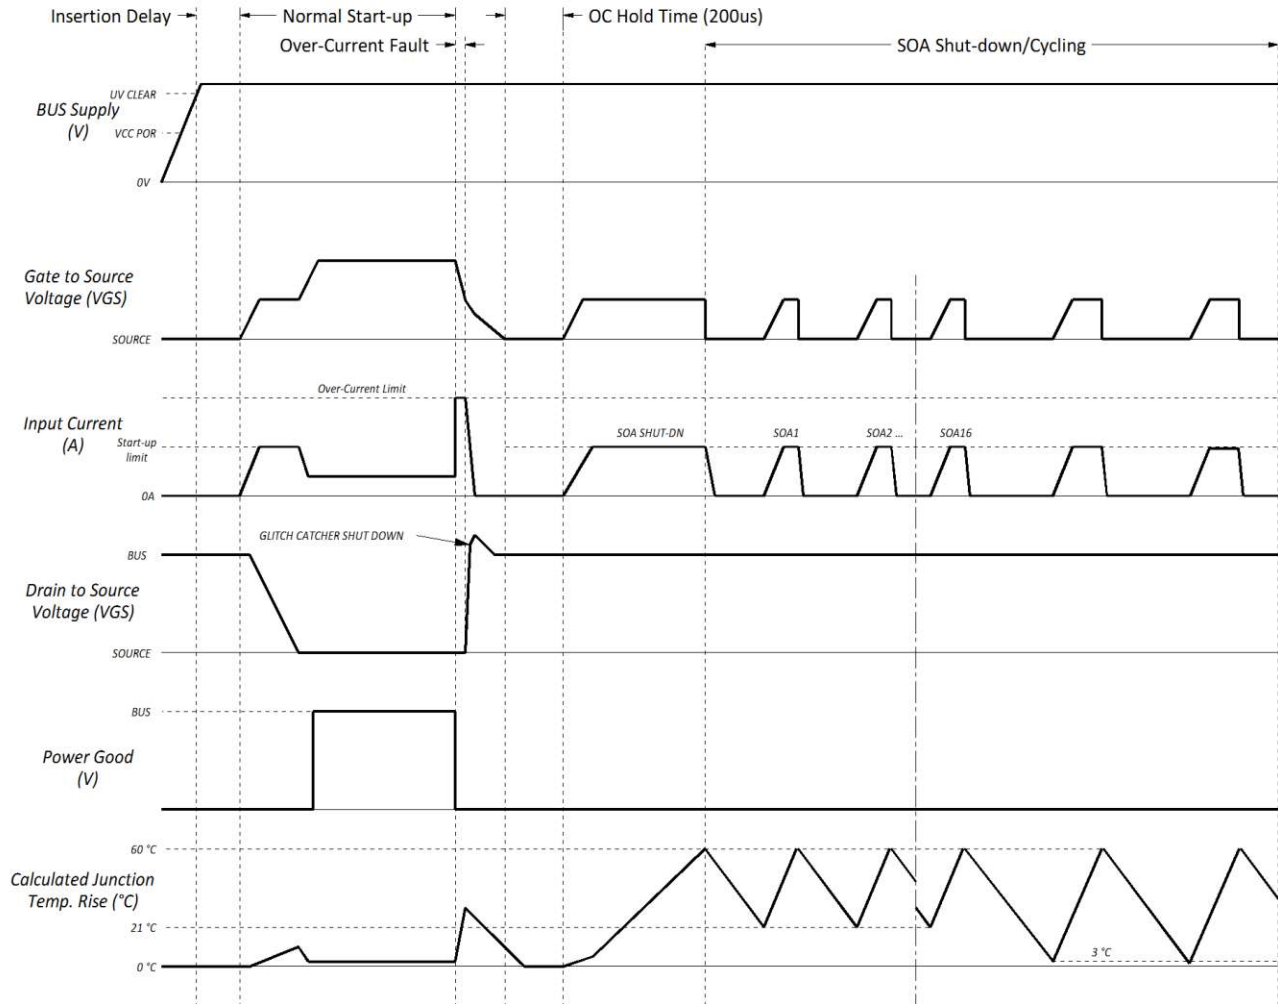 Insertion Delay
Normal Start-up
OC Hold Time (200us)
Over-Current Fault
SOA Shut-down/Cycling
UV CLEAR
BUS Supply
(V)
VCC POR
0V
Gate to Source
Voltage (VGS)
SOURCE
Over-Current Limit
Input Current
(A)
Start-up
limit
SOA SHUT-DN
SOA1
SOA2 ...
SOA16
0A
GLITCH CATCHER SHUT DOWN
BUS
Drain to Source
Voltage (VGS)
SOURCE
BUS
Power Good
(V)
60 °C
Calculated Junction
Temp. Rise (°C)
21 °C
3 °C
0 °C